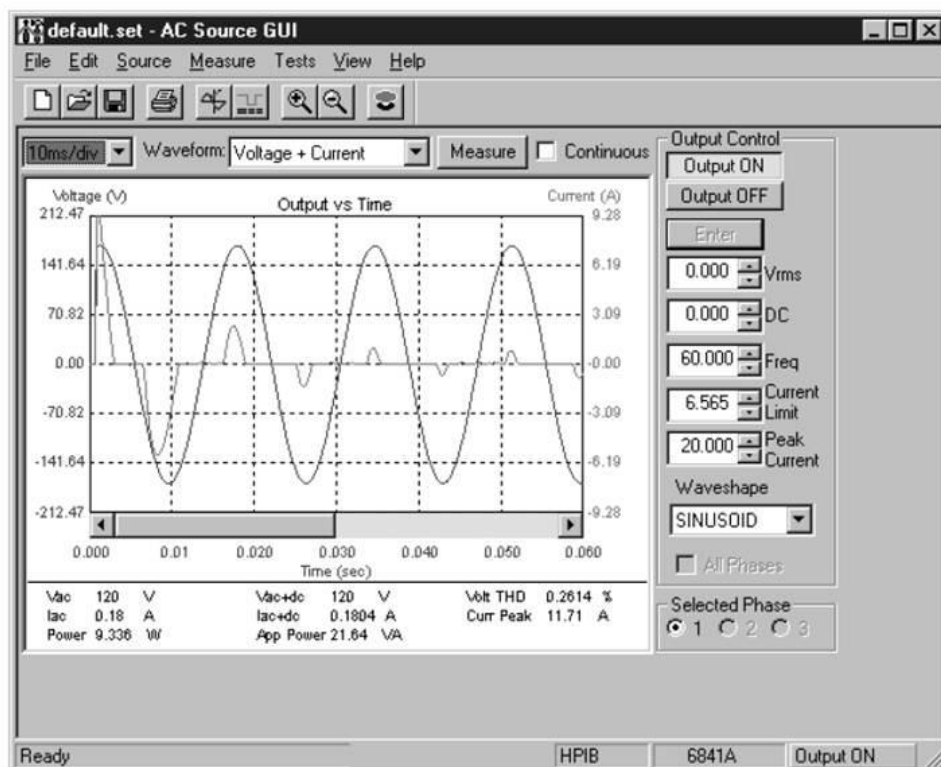 default.set - AC Source GUI
File Edit Source Measure Tests View Help
10ms/div Waveform: Voltage + Current Measure Continuous
Output Control
Output ON
Output OFF
Enter
0.000 Vrms
0.000 DC
60.000 Freq
6.565 Current Limit
20.000 Peak Current
Waveshape
SINUSOID
All Phases
Selected Phase
1 2 3
Voltage (V) Output vs Time Current (A)
212.47 9.28
141.64 6.19
70.82 3.09
0.00 -0.00
-70.82 -3.09
-141.64 -6.19
-212.47 -9.28
0.000 0.01 0.020 0.030 0.040 0.050 0.060
Time (sec)
Vac 120 V Vac+dc 120 V Volt THD 0.2614 %
Iac 0.18 A Iac+dc 0.1804 A Curr Peak 11.71 A
Power 9.336 W App Power 21.64 VA
Ready HPIB 6841A Output ON